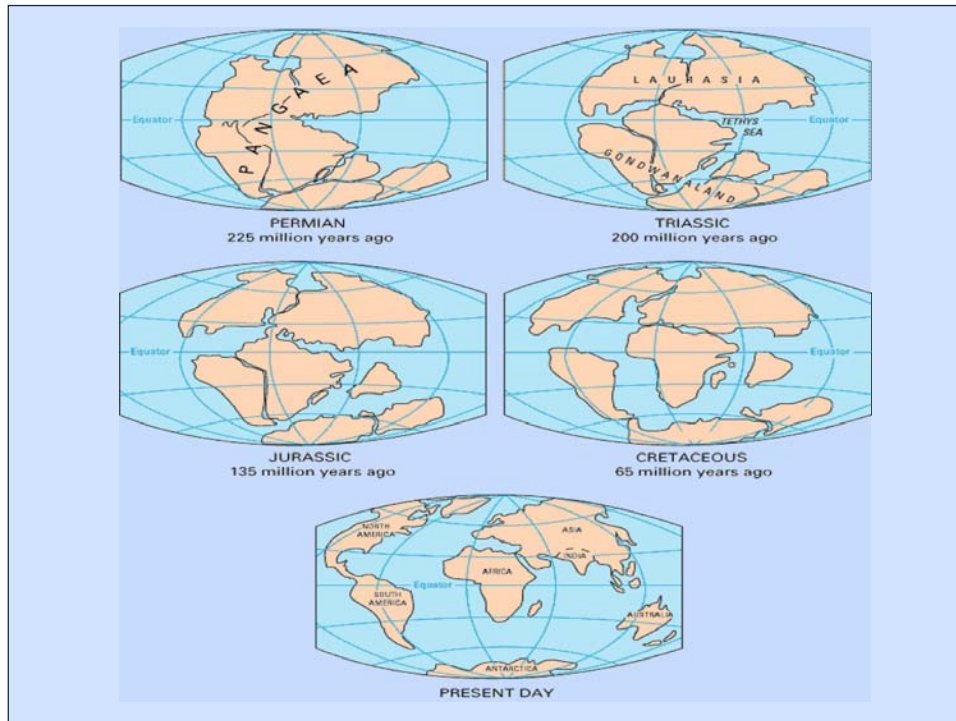 PANGAEA
Equator
PERMIAN
225 million years ago
LAURASIA
TETHYS
SEA
Equator
GONDWANALAND
TRIASSIC
200 million years ago
Equator
JURASSIC
135 million years ago
Equator
CRETACEOUS
65 million years ago
NORTH
AMERICA
ASIA
INDIA
AFRICA
Equator
SOUTH
AMERICA
AUSTRALIA
ANTARCTICA
PRESENT DAY